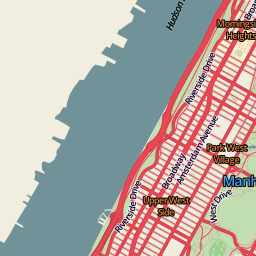 Hudson
Morningside
Heights
Riverside Drive
Park West
Village
Broadway
Amsterdam Avenue
Manh
Upper West
Side
Riverside Drive
West Drive